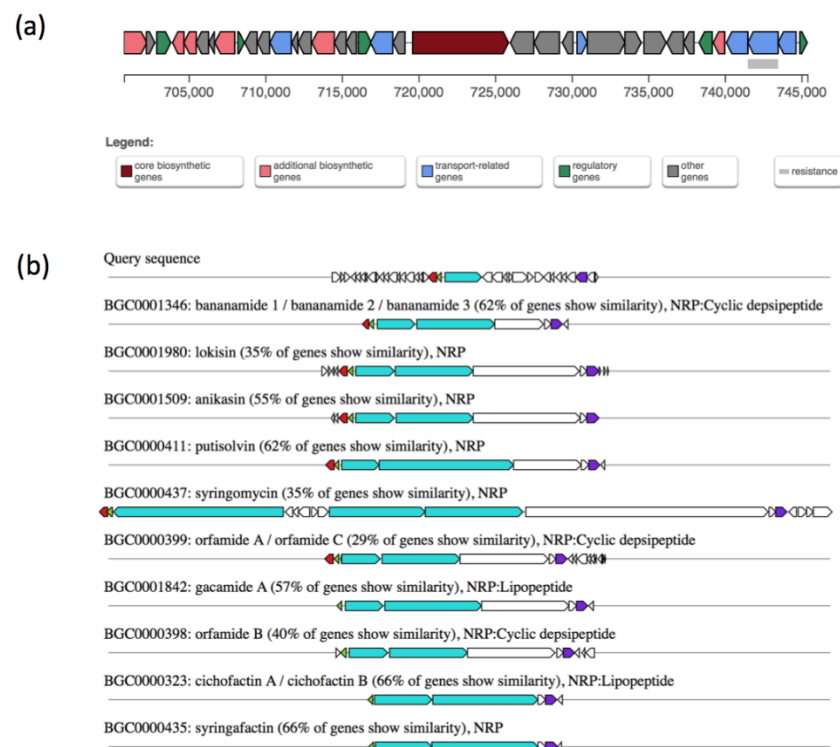 (a)
705,000 710,000 715,000 720,000 725,000 730,000 735,000 740,000 745,000
Legend:
core biosynthetic genes
additional biosynthetic genes
transport-related genes
regulatory genes
other genes
resistance
(b)
Query sequence
BGC0001346: bananamide 1 / bananamide 2 / bananamide 3 (62% of genes show similarity), NRP:Cyclic depsipeptide
BGC0001980: lokisin (35% of genes show similarity), NRP
BGC0001509: anikasin (55% of genes show similarity), NRP
BGC0000411: putisolvin (62% of genes show similarity), NRP
BGC0000437: syringomycin (35% of genes show similarity), NRP
BGC0000399: orfamide A / orfamide C (29% of genes show similarity), NRP:Cyclic depsipeptide
BGC0001842: gacamide A (57% of genes show similarity), NRP:Lipopeptide
BGC0000398: orfamide B (40% of genes show similarity), NRP:Cyclic depsipeptide
BGC0000323: cichofactin A / cichofactin B (66% of genes show similarity), NRP:Lipopeptide
BGC0000435: syringafactin (66% of genes show similarity), NRP